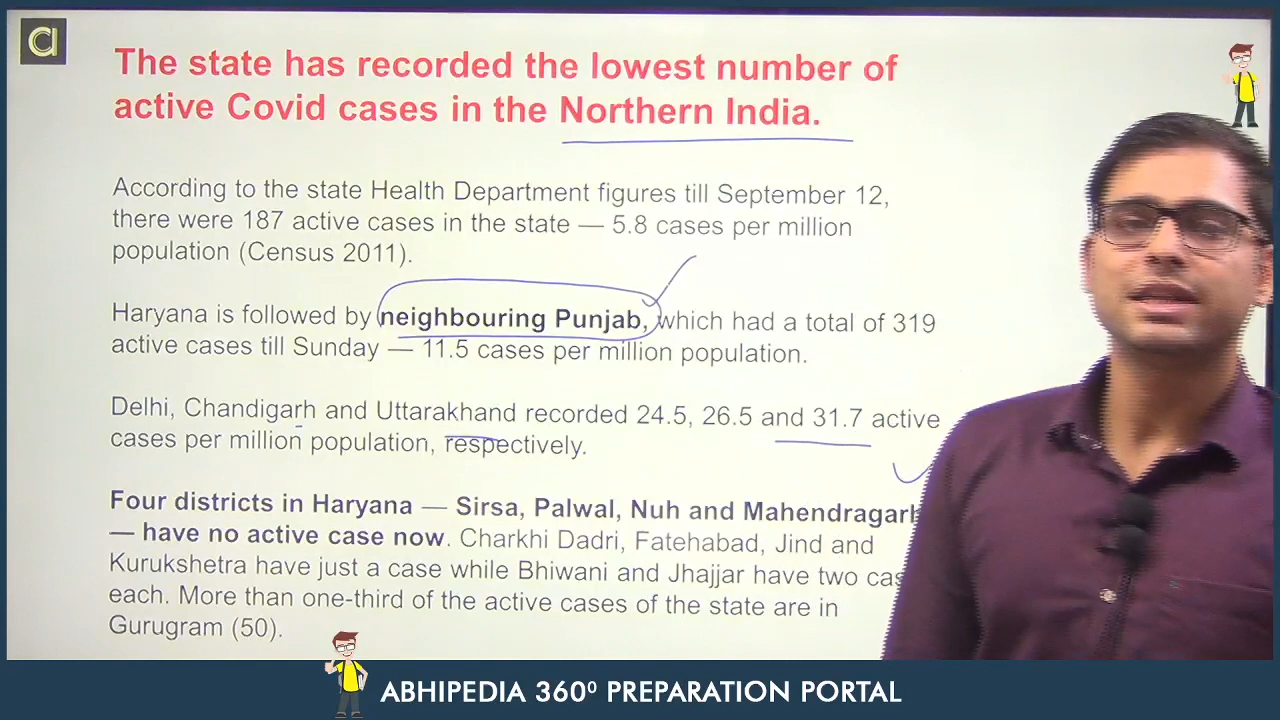 The state has recorded the lowest number of
active Covid cases in the Northern India.
According to the state Health Department figures till September 12,
there were 187 active cases in the state — 5.8 cases per million
population (Census 2011).
Haryana is followed by neighbouring Punjab, which had a total of 319
active cases till Sunday — 11.5 cases per million population.
Delhi, Chandigarh and Uttarakhand recorded 24.5, 26.5 and 31.7 active
cases per million population, respectively.
Four districts in Haryana — Sirsa, Palwal, Nuh and Mahendragarh
— have no active case now. Charkhi Dadri, Fatehabad, Jind and
Kurukshetra have just a case while Bhiwani and Jhajjar have two
each. More than one-third of the active cases of the state are in
Gurugram (50).
ABHIPEDIA 360⁰ PREPARATION PORTAL